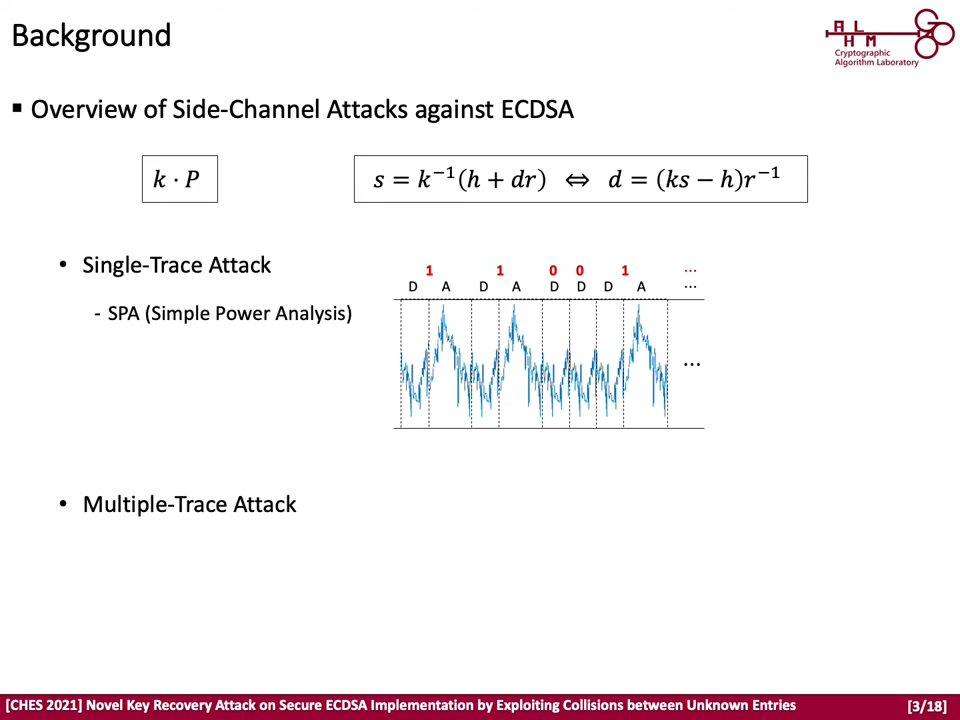 Background
A L
H M
Cryptographic
Algorithm Laboratory
▪ Overview of Side-Channel Attacks against ECDSA
k · P
s = k⁻¹(h + dr) ⇔ d = (ks − h)r⁻¹
• Single-Trace Attack
1 1 0 0 1 ...
D A D A D D D A ...
- SPA (Simple Power Analysis)
...
• Multiple-Trace Attack
[CHES 2021] Novel Key Recovery Attack on Secure ECDSA Implementation by Exploiting Collisions between Unknown Entries
[3/18]